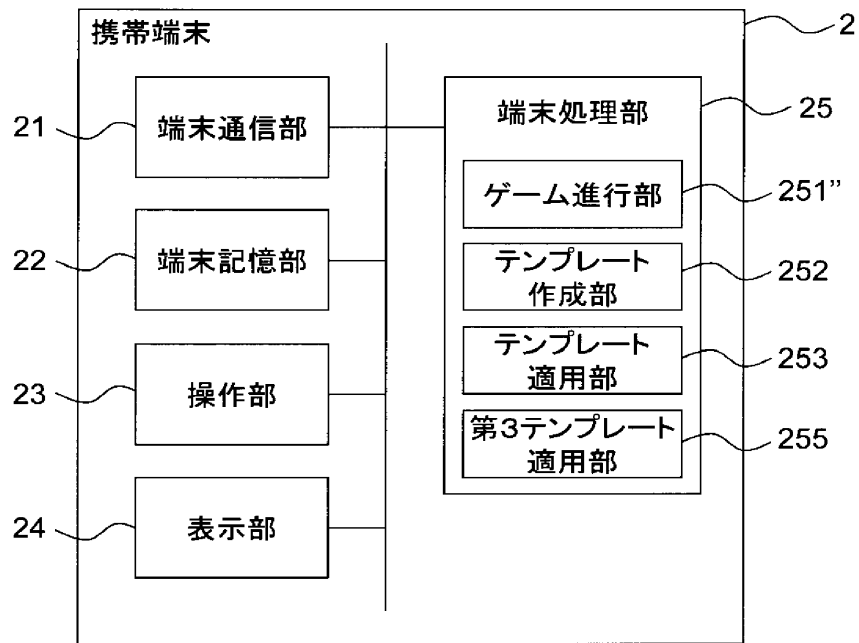 携帯端末
2
21
端末通信部
22
端末記憶部
23
操作部
24
表示部
端末処理部
25
ゲーム進行部
251”
テンプレート
作成部
252
テンプレート
適用部
253
第3テンプレート
適用部
255